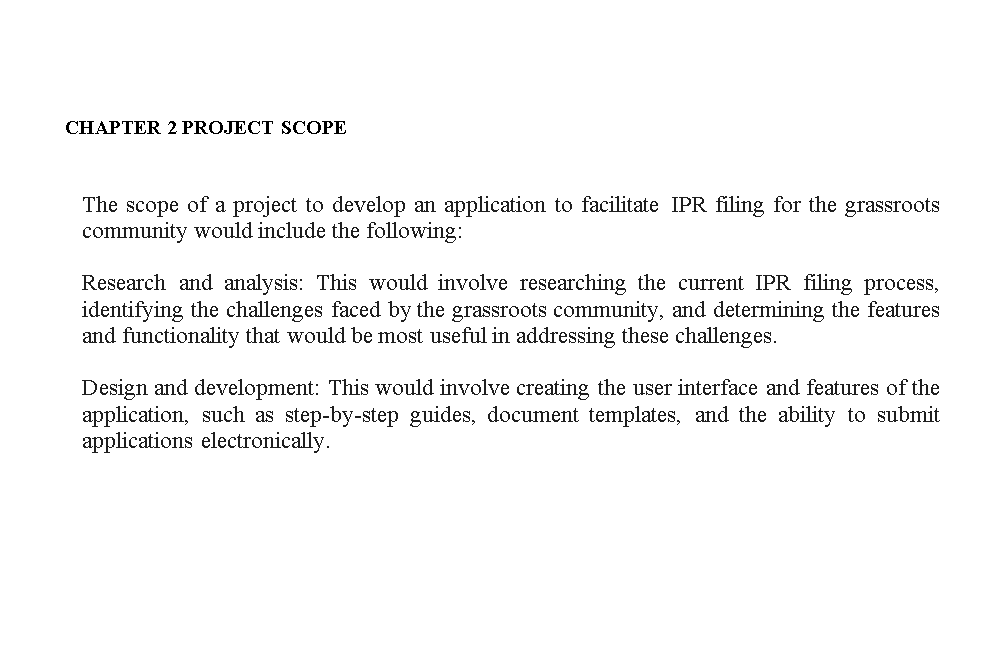 CHAPTER 2 PROJECT SCOPE
The scope of a project to develop an application to facilitate IPR filing for the grassroots
community would include the following:
Research and analysis: This would involve researching the current IPR filing process,
identifying the challenges faced by the grassroots community, and determining the features
and functionality that would be most useful in addressing these challenges.
Design and development: This would involve creating the user interface and features of the
application, such as step-by-step guides, document templates, and the ability to submit
applications electronically.